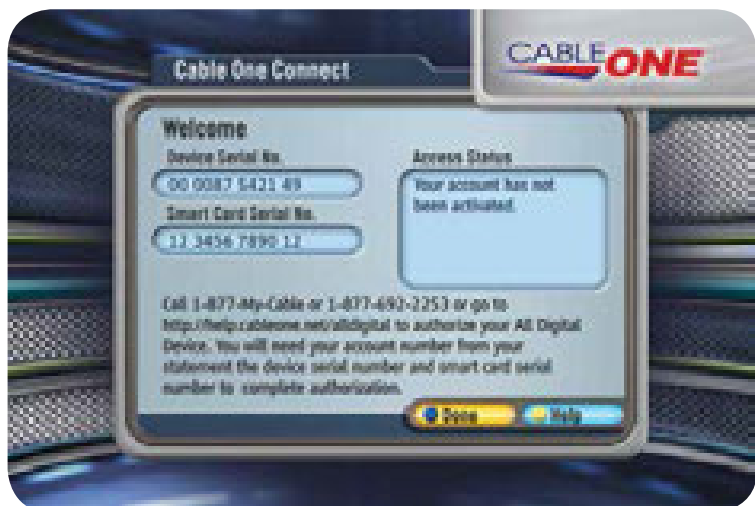 CABLE ONE
Cable One Connect
Welcome
Device Serial No.
00 0087 5421 49
Smart Card Serial No.
12 3456 7890 12
Access Status
Your account has not
been activated.
Call 1-877-My-Cable or 1-877-692-2253 or go to
http://help.cableone.net/alldigital to authorize your All Digital
Device. You will need your account number from your
statement the device serial number and smart card serial
number to complete authorization.
Done
Help